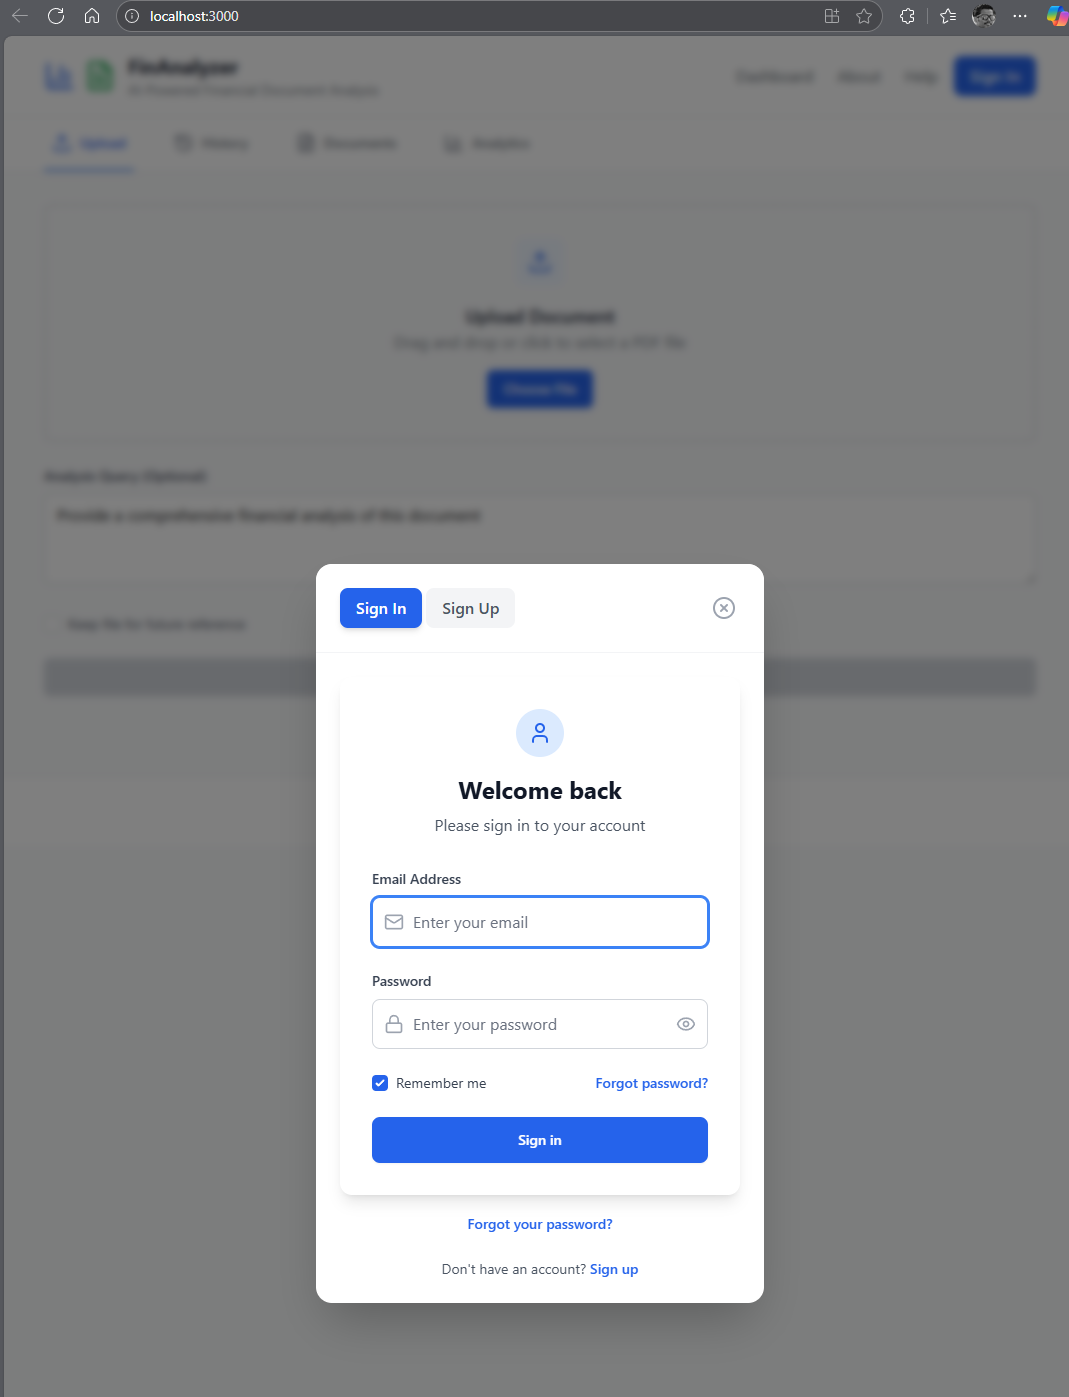 localhost:3000
FinAnalyzer
AI-Powered Financial Document Analysis
Dashboard About Help Sign In
Upload History Documents Analytics
Upload Document
Drag and drop or click to select a PDF file
Choose File
Analysis Query (Optional)
Provide a comprehensive financial analysis of this document
Keep file for future reference
Sign In Sign Up
Welcome back
Please sign in to your account
Email Address
Enter your email
Password
Enter your password
Remember me Forgot password?
Sign in
Forgot your password?
Don't have an account? Sign up